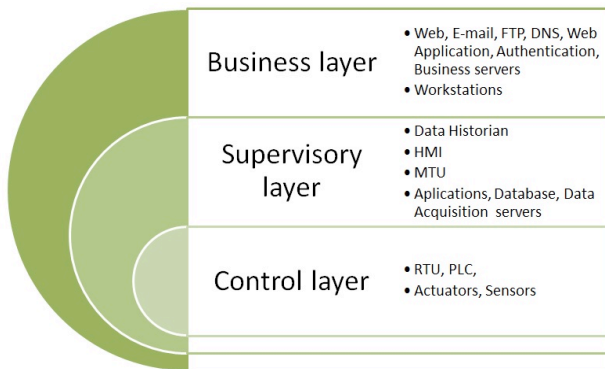 Business layer
• Web, E-mail, FTP, DNS, Web
Application, Authentication,
Business servers
• Workstations
Supervisory
layer
• Data Historian
• HMI
• MTU
• Aplications, Database, Data
Acquisition servers
Control layer
• RTU, PLC,
• Actuators, Sensors